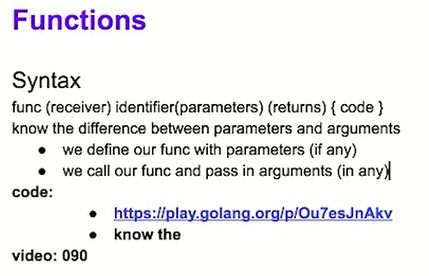 Functions
Syntax
func (receiver) identifier(parameters) (returns) { code }
know the difference between parameters and arguments
● we define our func with parameters (if any)
● we call our func and pass in arguments (in any)
code:
● https://play.golang.org/p/Ou7esJnAkv
● know the
video: 090